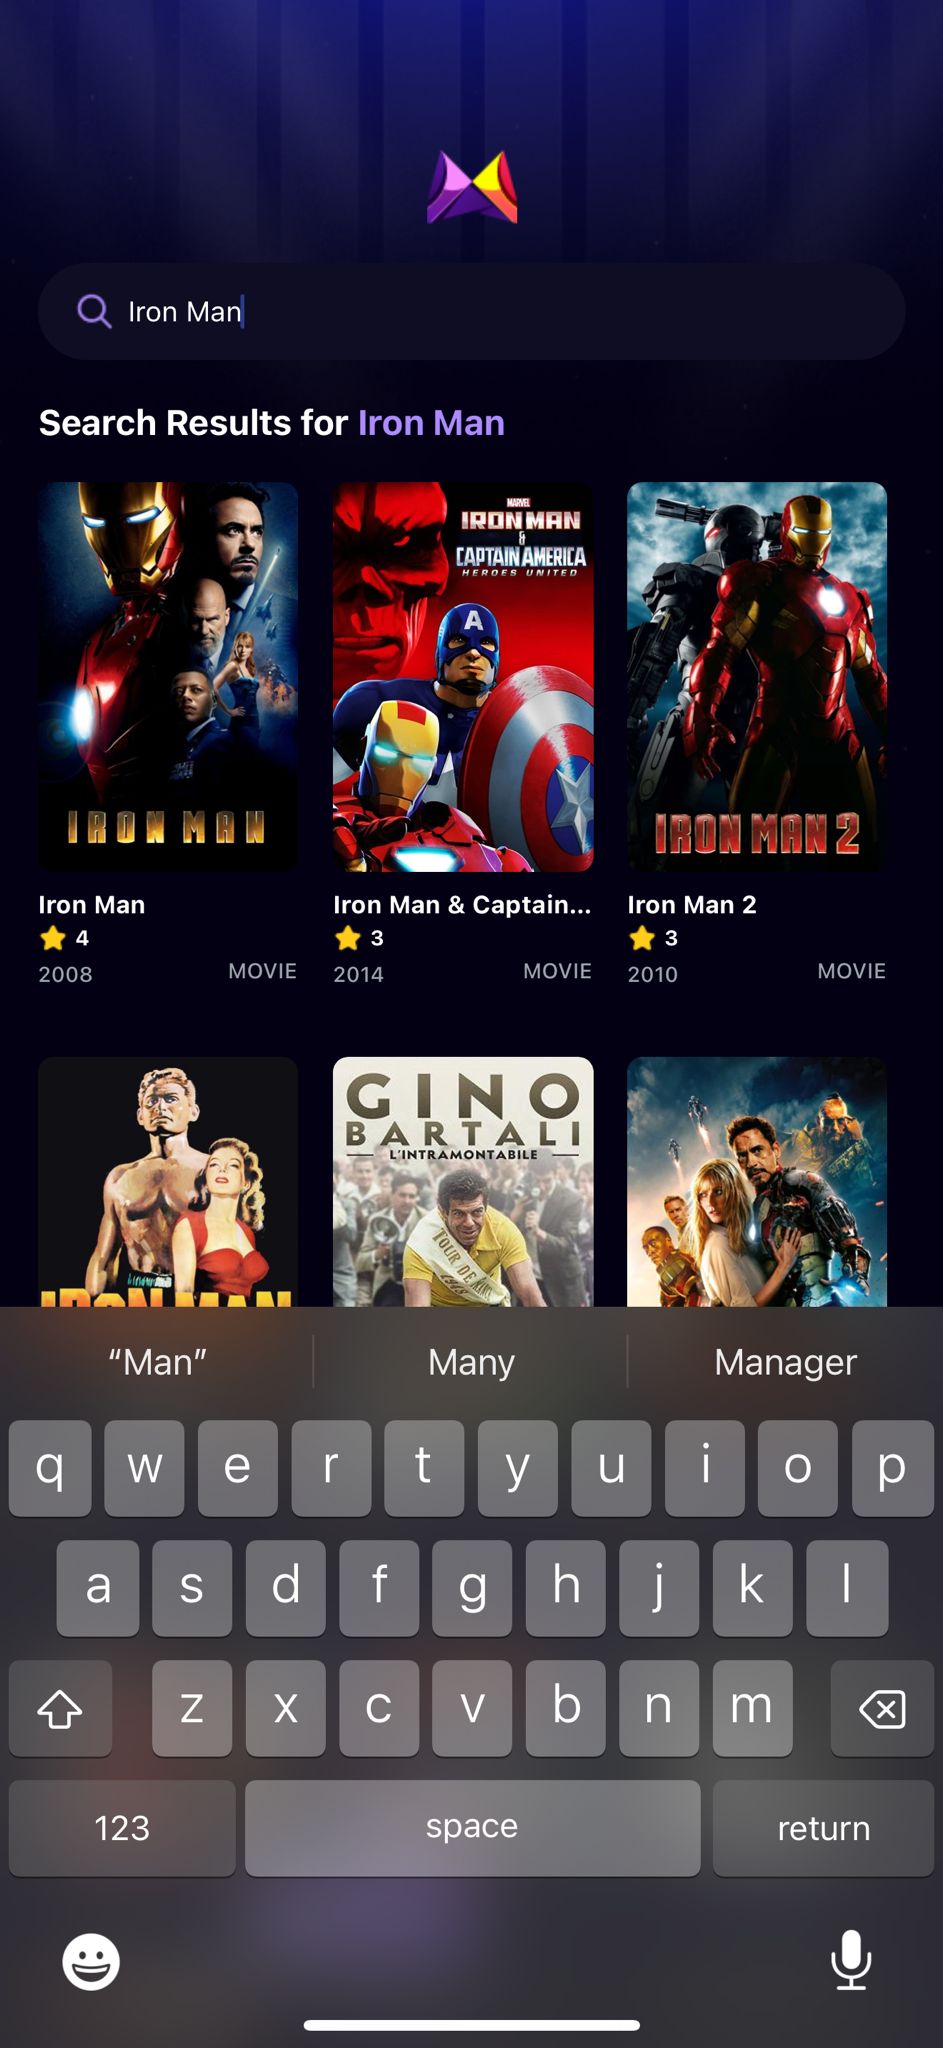 Iron Man
Search Results for Iron Man
IRON MAN
MARVEL
IRON MAN
&
CAPTAIN AMERICA
HEROES UNITED
A
IRON MAN 2
Iron Man
4
2008
MOVIE
Iron Man & Captain...
3
2014
MOVIE
Iron Man 2
3
2010
MOVIE
IRON MAN
GINO
BARTALI
L'INTRAMONTABILE
TOUR DE
“Man”
Many
Manager
q w e r t y u i o p
a s d f g h j k l
z x c v b n m
123
space
return